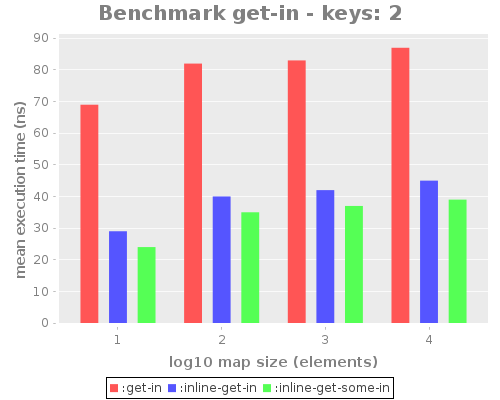 Benchmark get-in - keys: 2
mean execution time (ns)
90
80
70
60
50
40
30
20
10
0
1 2 3 4
log10 map size (elements)
:get-in :inline-get-in :inline-get-some-in